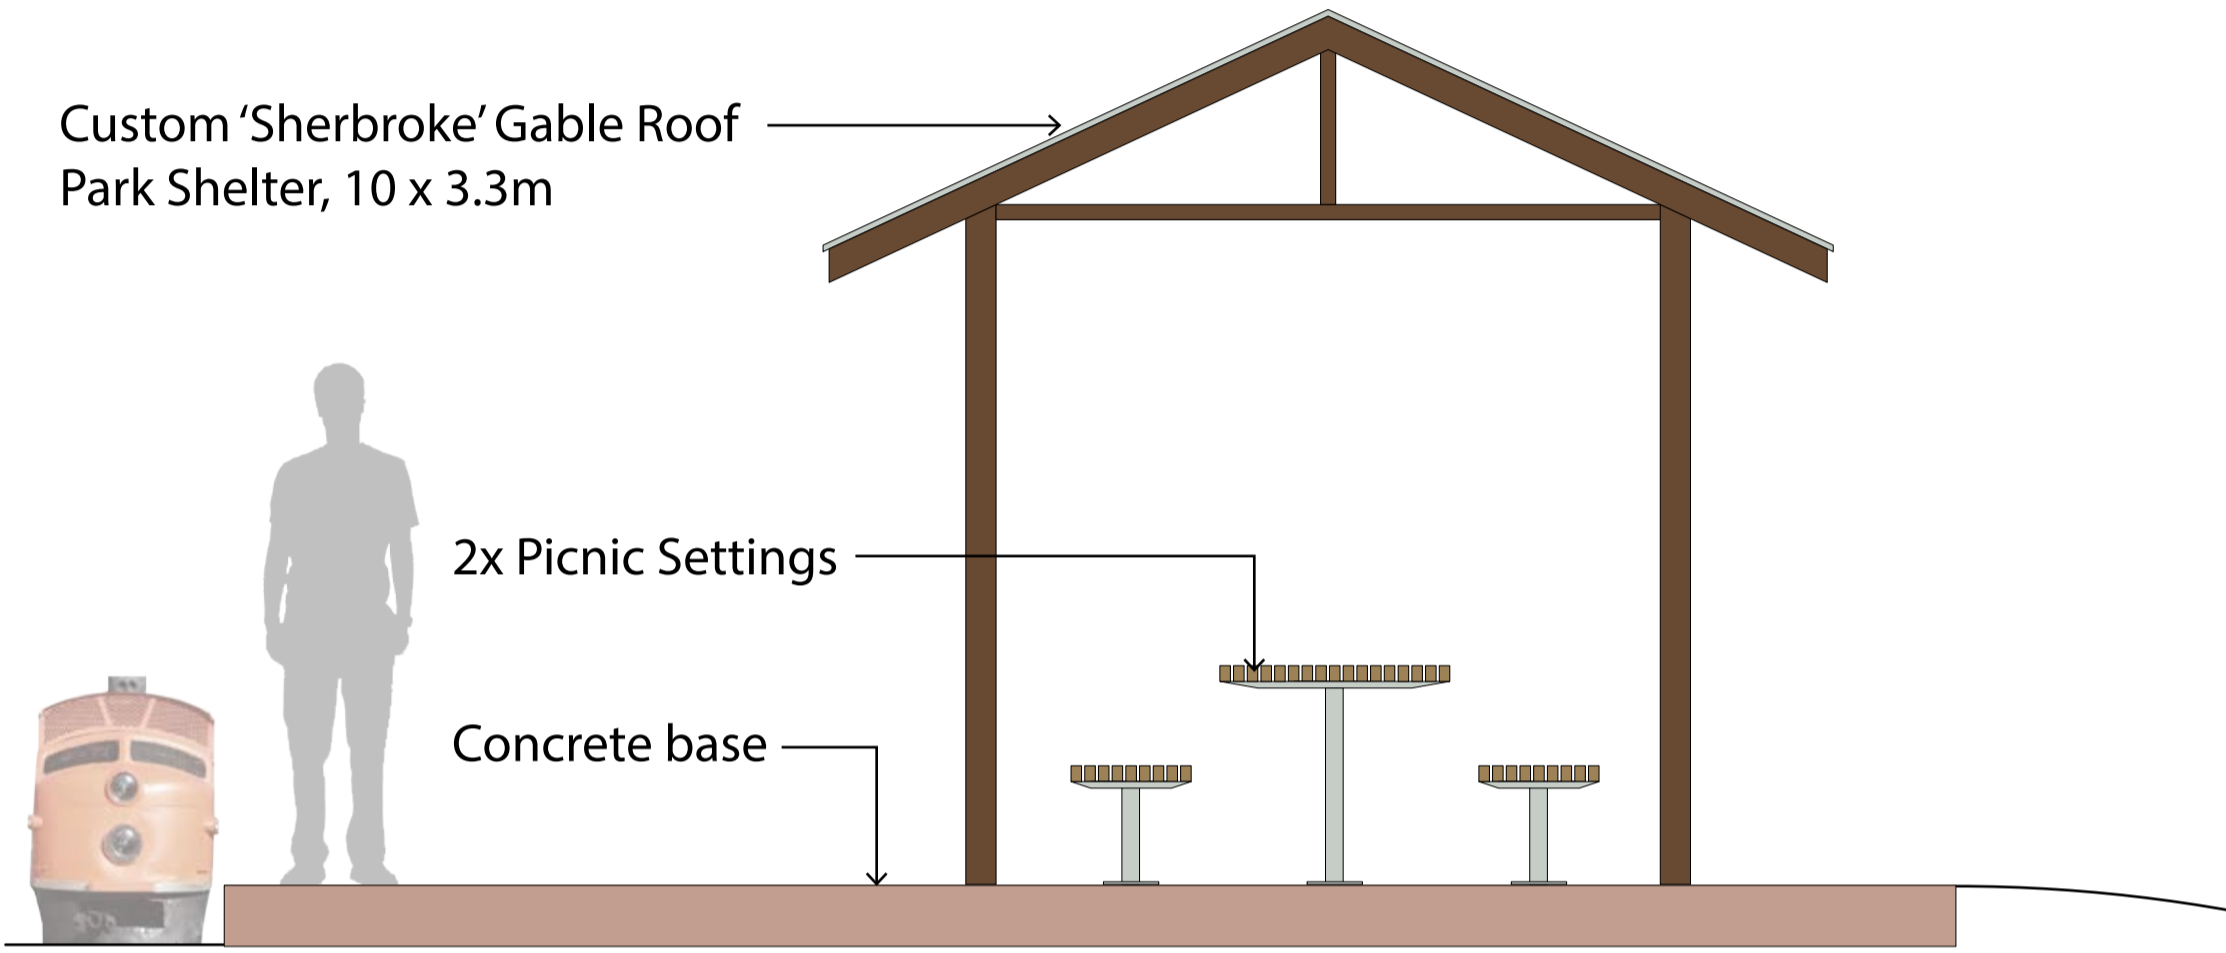 Custom ‘Sherbroke’ Gable Roof
Park Shelter, 10 x 3.3m
2x Picnic Settings
Concrete base